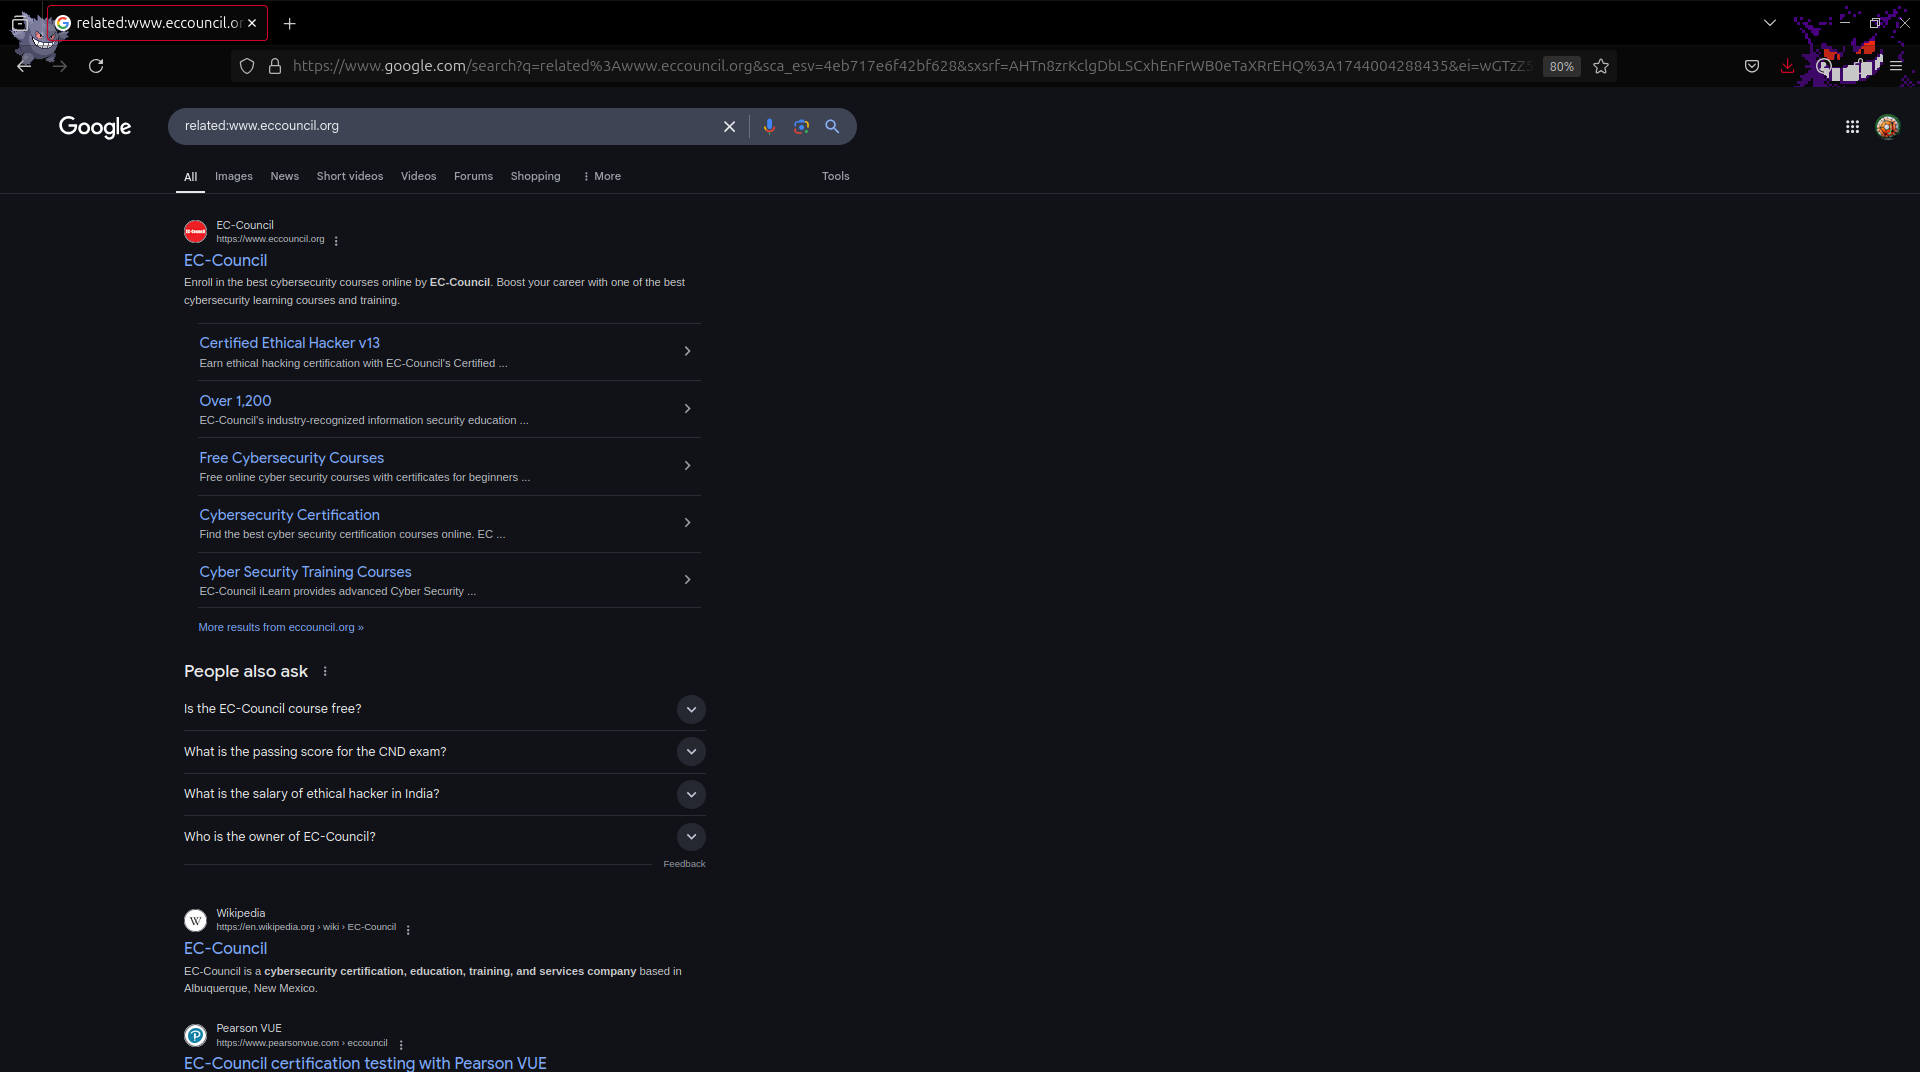 related:www.eccouncil.or
https://www.google.com/search?q=related%3Awww.eccouncil.org&sca_esv=4eb717e6f42bf628&sxsrf=AHTn8zrKclgDbLSCxhEnFrWB0eTaXRrEHQ%3A1744004288435&ei=wGTzZ5
80%
Google
related:www.eccouncil.org
All
Images
News
Short videos
Videos
Forums
Shopping
More
Tools
EC-Council
https://www.eccouncil.org
EC-Council
Enroll in the best cybersecurity courses online by EC-Council. Boost your career with one of the best
cybersecurity learning courses and training.
Certified Ethical Hacker v13
Earn ethical hacking certification with EC-Council's Certified ...
Over 1,200
EC-Council's industry-recognized information security education ...
Free Cybersecurity Courses
Free online cyber security courses with certificates for beginners ...
Cybersecurity Certification
Find the best cyber security certification courses online. EC ...
Cyber Security Training Courses
EC-Council iLearn provides advanced Cyber Security ...
More results from eccouncil.org »
People also ask
Is the EC-Council course free?
What is the passing score for the CND exam?
What is the salary of ethical hacker in India?
Who is the owner of EC-Council?
Feedback
W
Wikipedia
https://en.wikipedia.org › wiki › EC-Council
EC-Council
EC-Council is a cybersecurity certification, education, training, and services company based in
Albuquerque, New Mexico.
Pearson VUE
https://www.pearsonvue.com › eccouncil
EC-Council certification testing with Pearson VUE